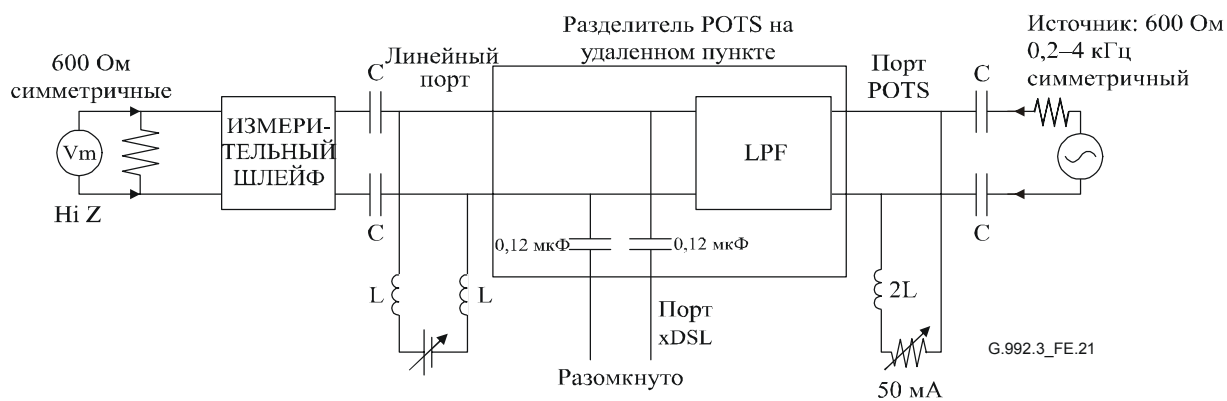 Разделитель POTS на
удаленном пункте
Источник: 600 Ом
0,2–4 кГц
симметричный
600 Ом
симметричные
C
Линейный
порт
Порт
POTS
C
Vm
ИЗМЕРИ-
ТЕЛЬНЫЙ
ШЛЕЙФ
LPF
Hi Z
C
C
0,12 мкФ
0,12 мкФ
L
L
Порт
xDSL
2L
G.992.3_FE.21
Разомкнуто
50 мА